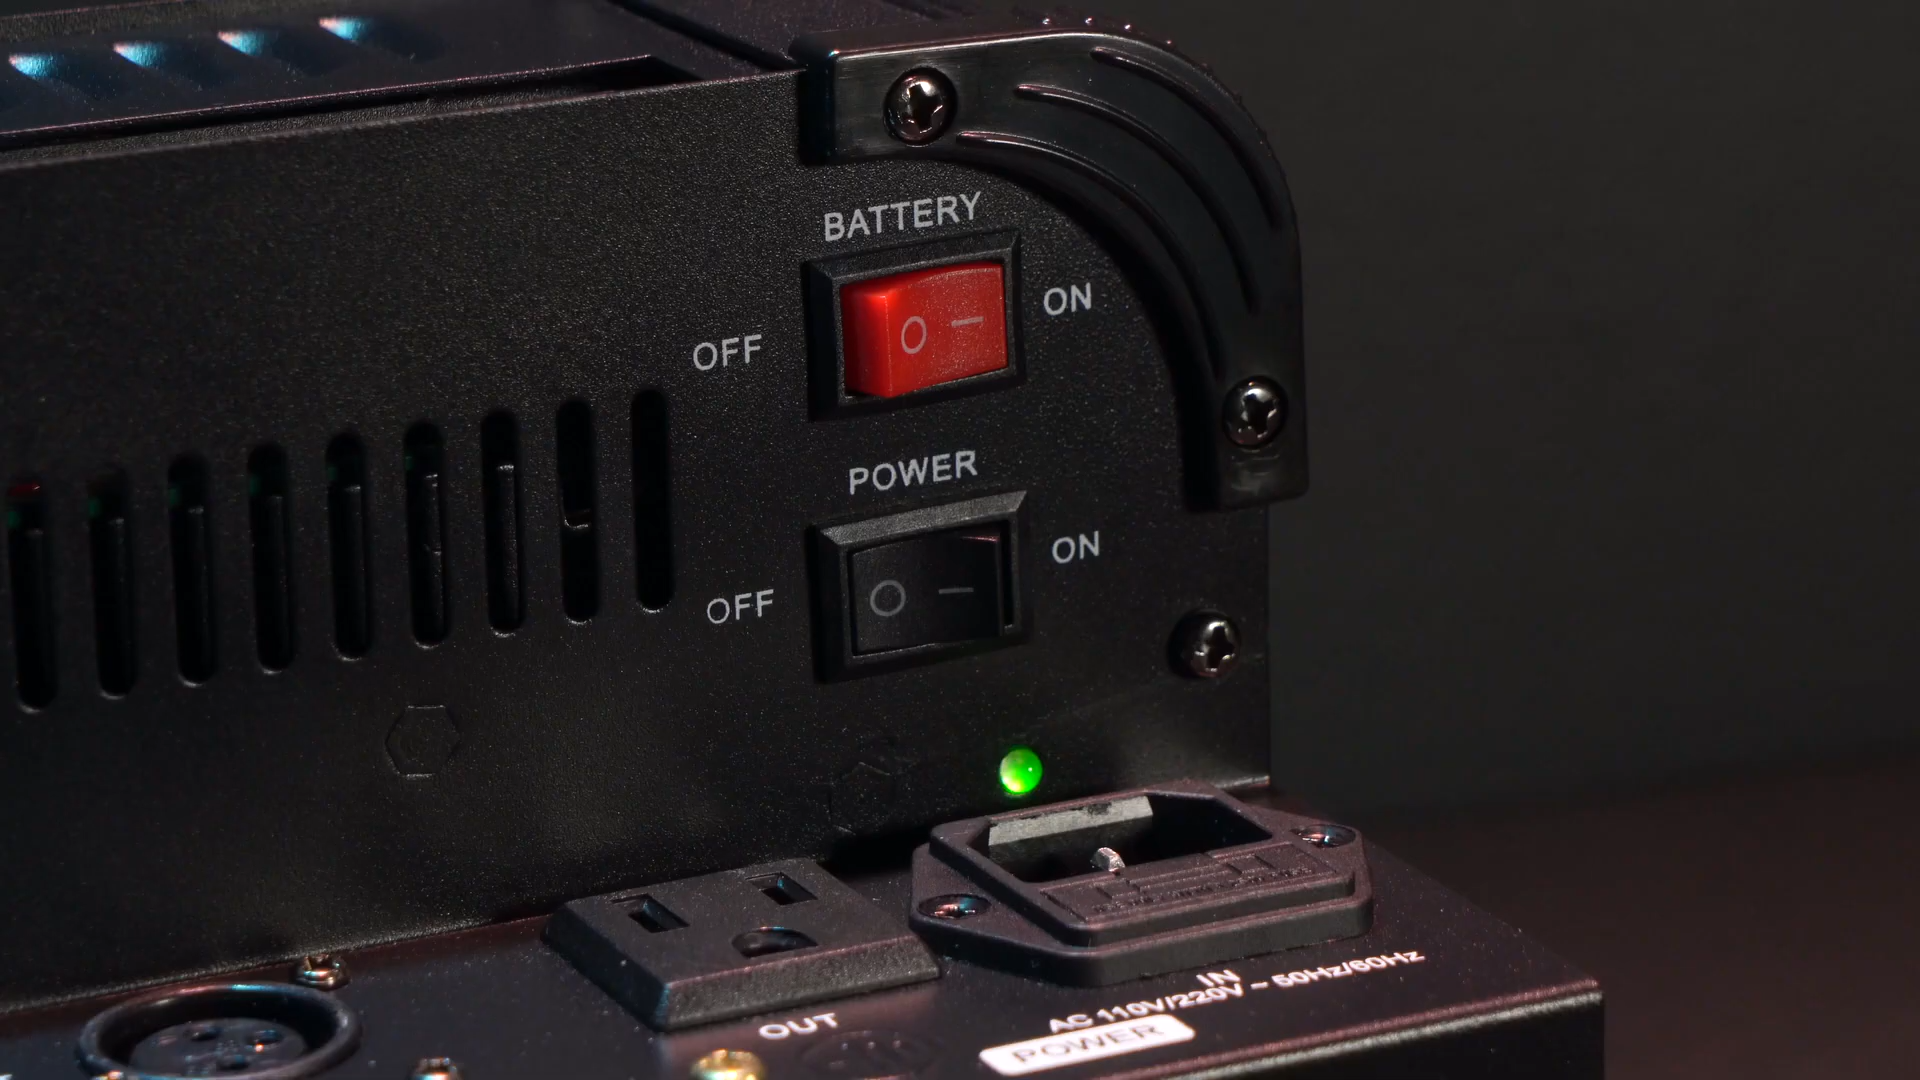 BATTERY
OFF
ON
POWER
OFF
ON
OUT
IN
AC 110V/220V ~ 50Hz/60Hz
POWER